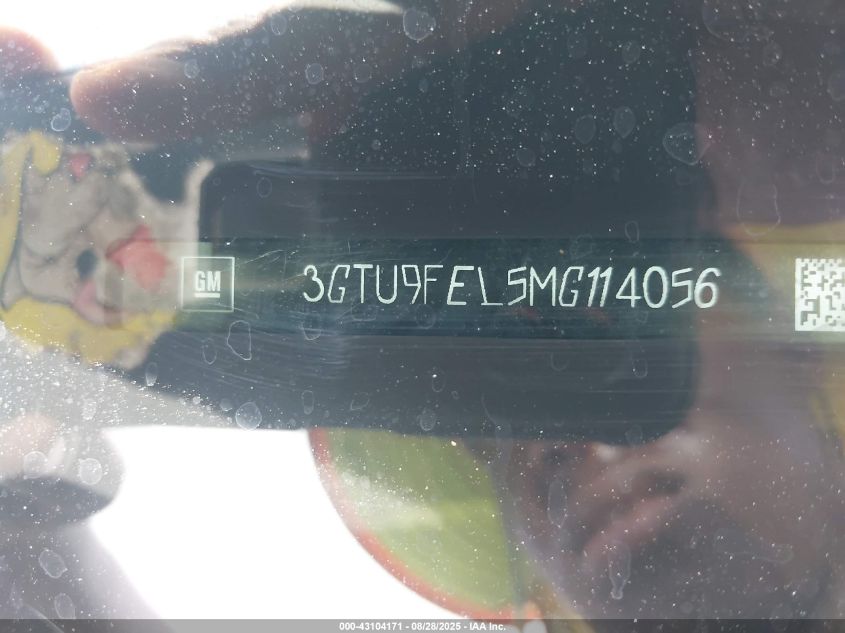 GM
3GTU9FEL5MG114056
000-43104171 - 08/28/2025 - IAA Inc.